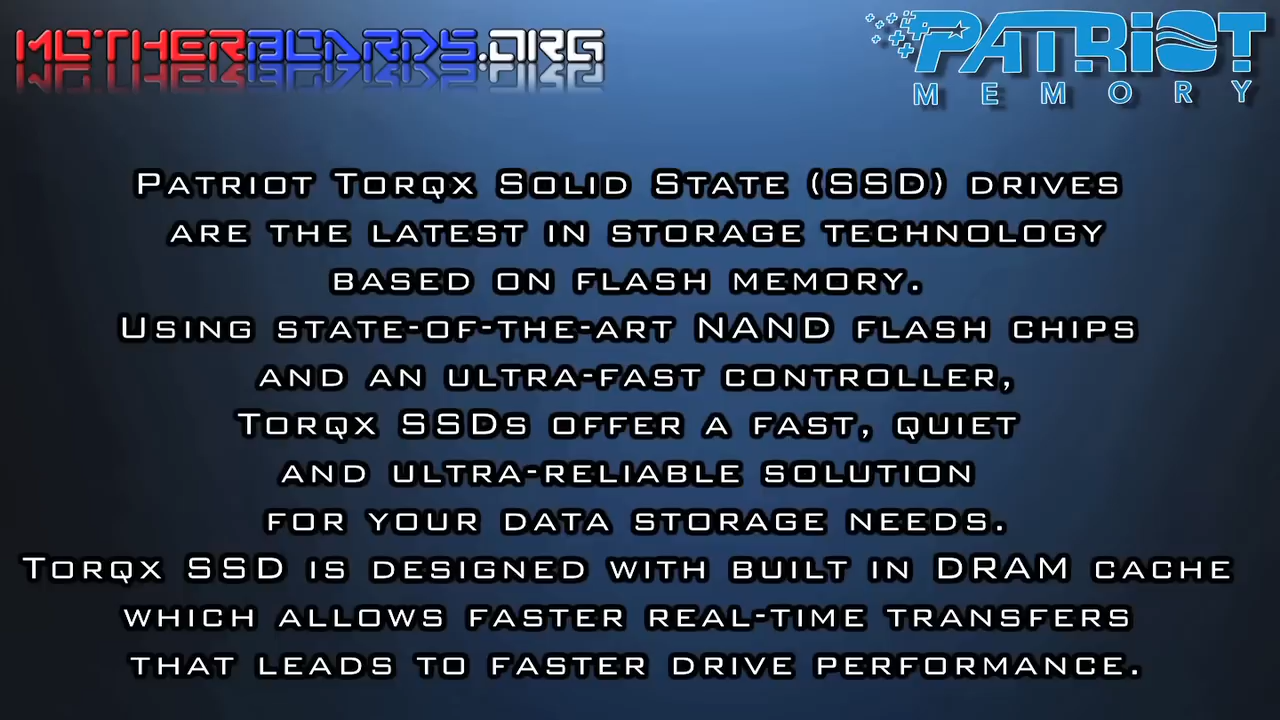 MOTHERBOARDS.ORG
PATRIOT
MEMORY
Patriot Torqx Solid State (SSD) drives
are the latest in storage technology
based on flash memory.
Using state-of-the-art NAND flash chips
and an ultra-fast controller,
Torqx SSDs offer a fast, quiet
and ultra-reliable solution
for your data storage needs.
Torqx SSD is designed with built in DRAM cache
which allows faster real-time transfers
that leads to faster drive performance.